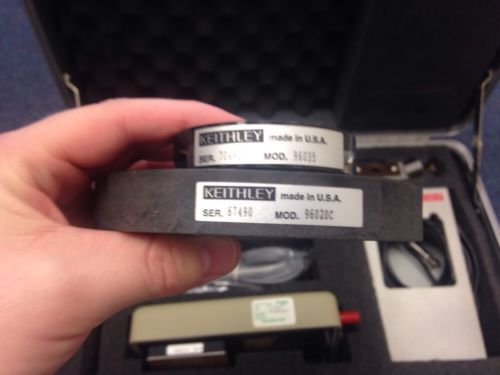 KEITHLEY made in U.S.A.
SER. MOD. 96035
KEITHLEY made in U.S.A.
SER. 67490 MOD. 96020C